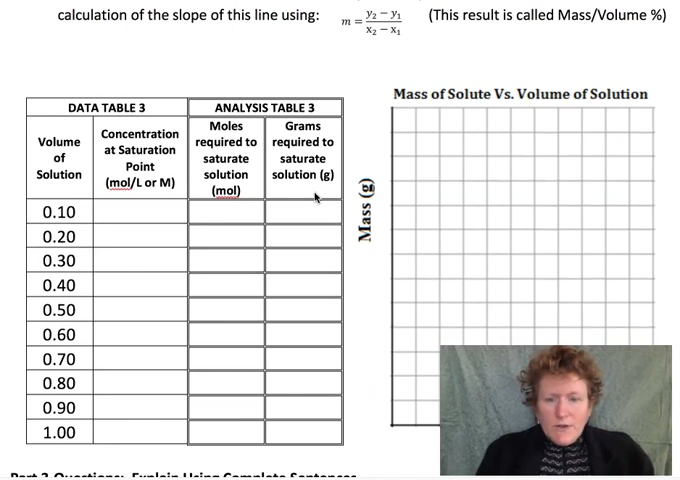 calculation of the slope of this line using: m = y₂ − y₁ / x₂ − x₁ (This result is called Mass/Volume %)
Mass of Solute Vs. Volume of Solution
DATA TABLE 3 ANALYSIS TABLE 3
Volume of Solution
Concentration at Saturation Point (mol/L or M)
Moles required to saturate solution (mol)
Grams required to saturate solution (g)
Mass (g)
0.10
0.20
0.30
0.40
0.50
0.60
0.70
0.80
0.90
1.00